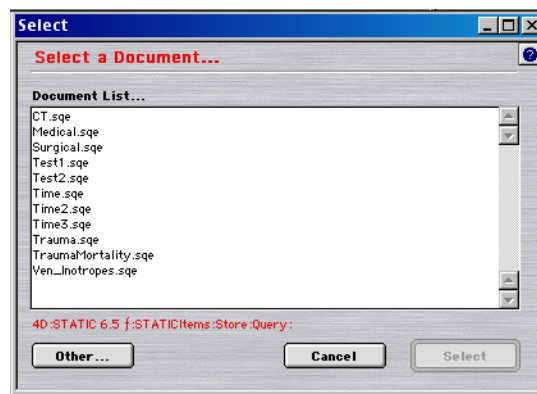 Select
Select a Document...
?
Document List...
CT.sqe
Medical.sqe
Surgical.sqe
Test1.sqe
Test2.sqe
Time.sqe
Time2.sqe
Time3.sqe
Trauma.sqe
TraumaMortality.sqe
Ven_Inotropes.sqe
4D:STATIC 6.5 ƒ:STATICItems:Store:Query:
Other... Cancel Select